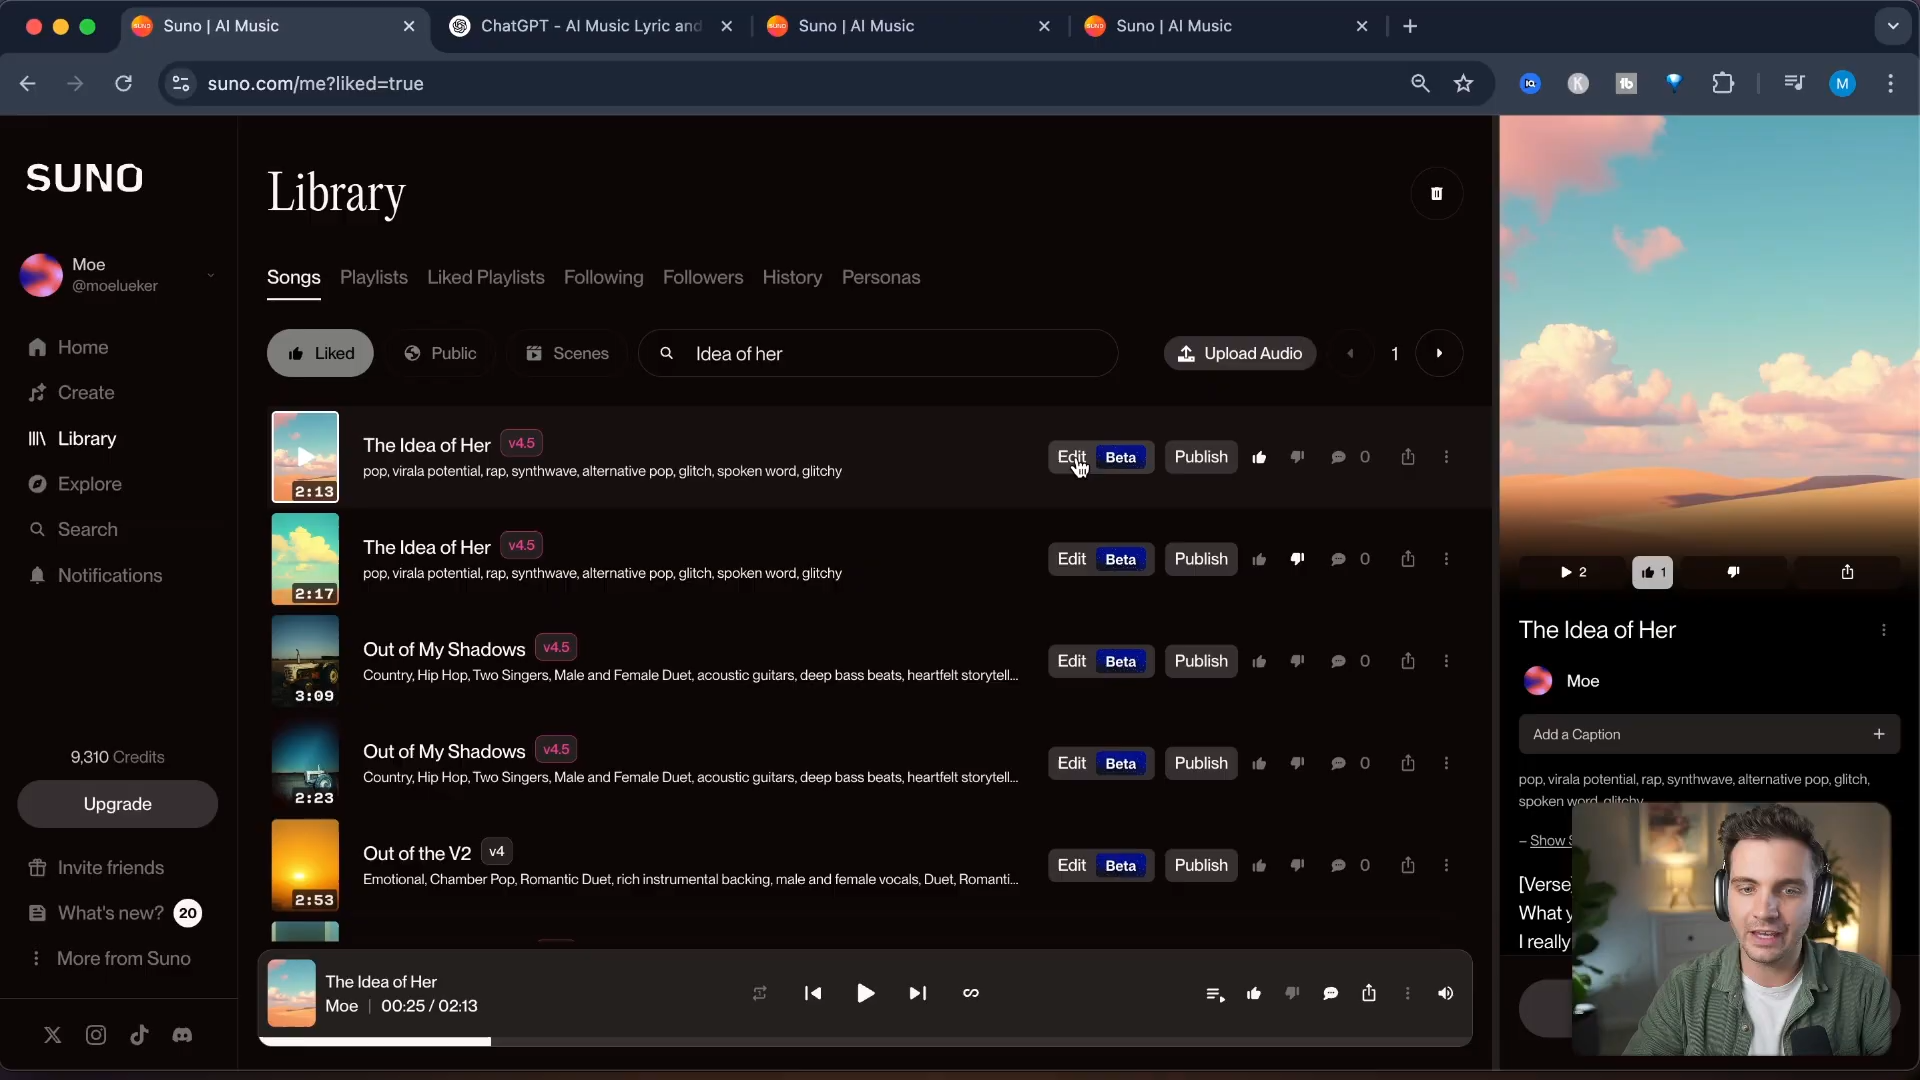 Suno | AI Music
ChatGPT - AI Music Lyric and
Suno | AI Music
Suno | AI Music
suno.com/me?liked=true
M
SUNO
Moe
@moelueker
Home
Create
Library
Explore
Search
Notifications
9,310 Credits
Upgrade
Invite friends
What's new? 20
More from Suno
Library
Songs Playlists Liked Playlists Following Followers History Personas
Liked Public Scenes Idea of her Upload Audio 1
The Idea of Her v4.5
pop, virala potential, rap, synthwave, alternative pop, glitch, spoken word, glitchy
2:13
Edit Beta Publish 0
The Idea of Her v4.5
pop, virala potential, rap, synthwave, alternative pop, glitch, spoken word, glitchy
2:17
Edit Beta Publish 0
Out of My Shadows v4.5
Country, Hip Hop, Two Singers, Male and Female Duet, acoustic guitars, deep bass beats, heartfelt storytell...
3:09
Edit Beta Publish 0
Out of My Shadows v4.5
Country, Hip Hop, Two Singers, Male and Female Duet, acoustic guitars, deep bass beats, heartfelt storytell...
2:23
Edit Beta Publish 0
Out of the V2 v4
Emotional, Chamber Pop, Romantic Duet, rich instrumental backing, male and female vocals, Duet, Romanti...
2:53
Edit Beta Publish 0
The Idea of Her
Moe | 00:25 / 02:13
2 1
The Idea of Her
Moe
Add a Caption +
pop, virala potential, rap, synthwave, alternative pop, glitch,
spoken word, glitchy
– Show
[Verse]
What
I really